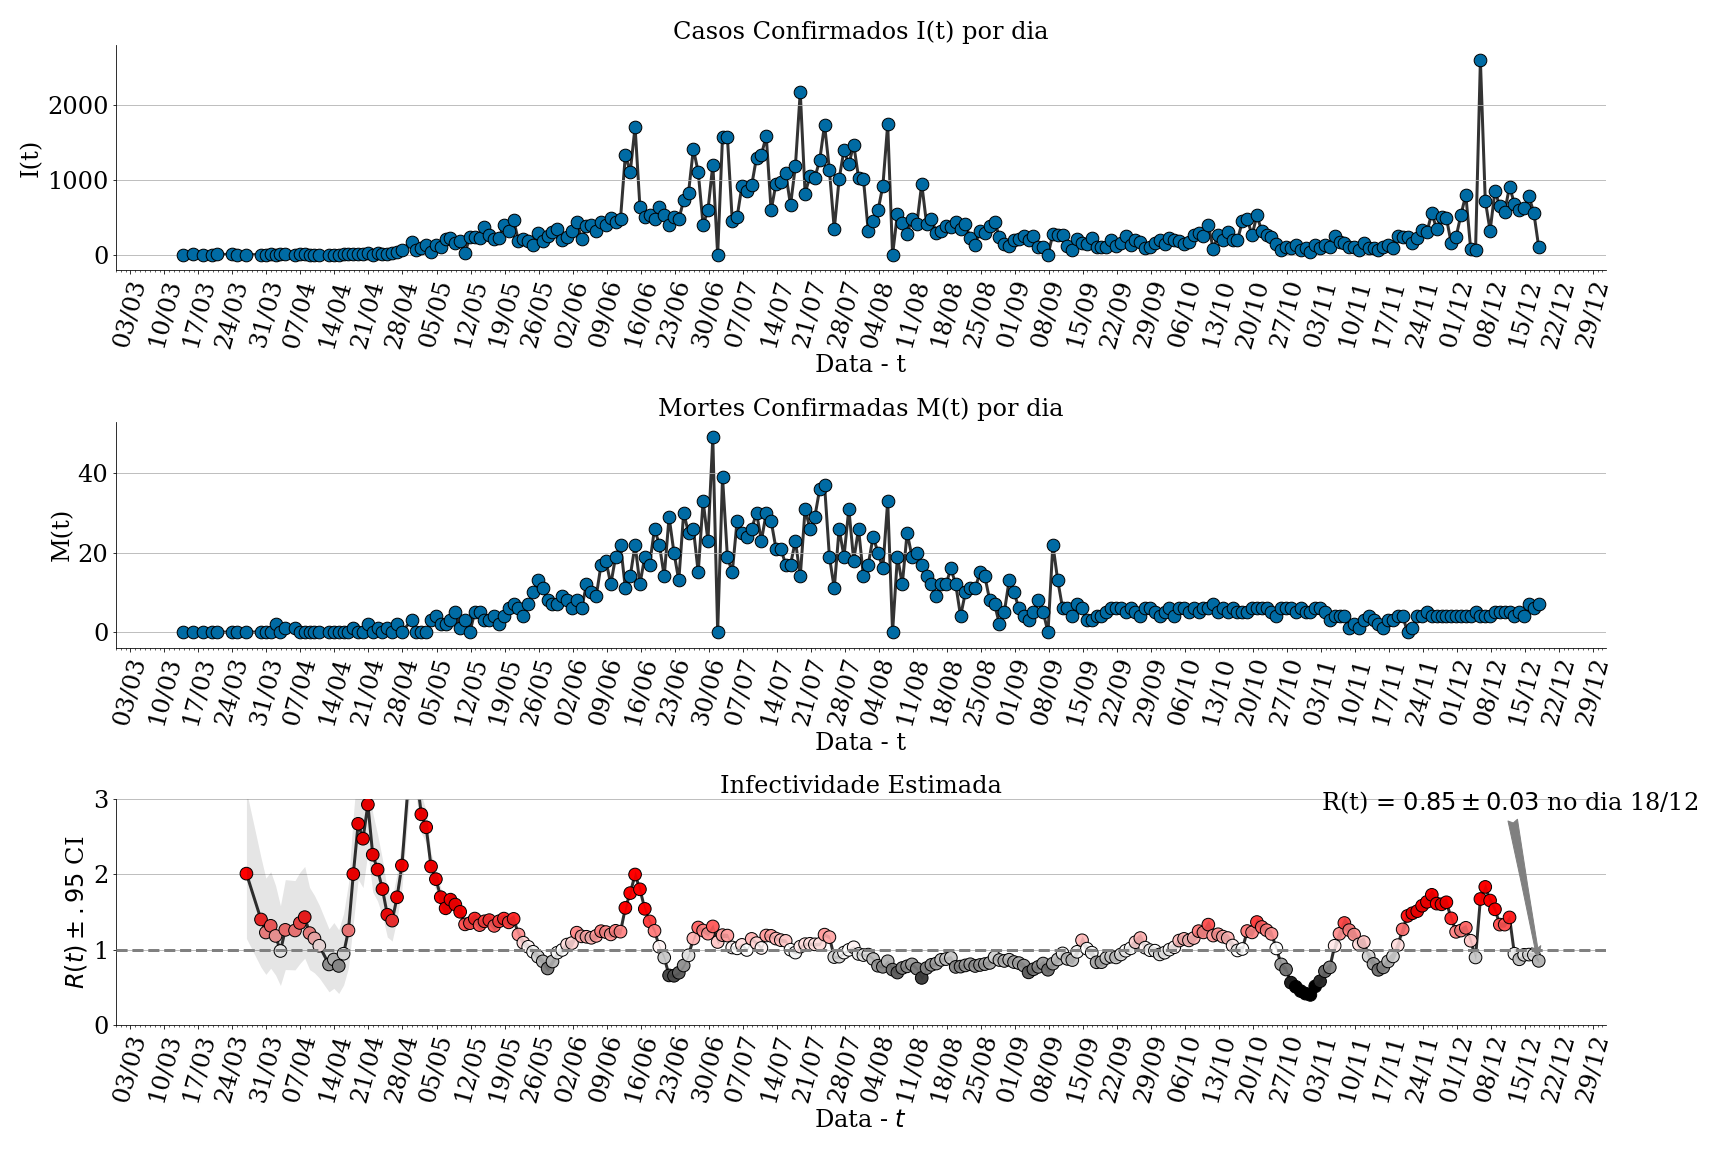 Casos Confirmados I(t) por dia
I(t)
2000
1000
0
03/03 10/03 17/03 24/03 31/03 07/04 14/04 21/04 28/04 05/05 12/05 19/05 26/05 02/06 09/06 16/06 23/06 30/06 07/07 14/07 21/07 28/07 04/08 11/08 18/08 25/08 01/09 08/09 15/09 22/09 29/09 06/10 13/10 20/10 27/10 03/11 10/11 17/11 24/11 01/12 08/12 15/12 22/12 29/12
Data - t
Mortes Confirmadas M(t) por dia
M(t)
40
20
0
03/03 10/03 17/03 24/03 31/03 07/04 14/04 21/04 28/04 05/05 12/05 19/05 26/05 02/06 09/06 16/06 23/06 30/06 07/07 14/07 21/07 28/07 04/08 11/08 18/08 25/08 01/09 08/09 15/09 22/09 29/09 06/10 13/10 20/10 27/10 03/11 10/11 17/11 24/11 01/12 08/12 15/12 22/12 29/12
Data - t
Infectividade Estimada
R(t) = 0.85 ± 0.03 no dia 18/12
R(t) ± .95 CI
3
2
1
0
03/03 10/03 17/03 24/03 31/03 07/04 14/04 21/04 28/04 05/05 12/05 19/05 26/05 02/06 09/06 16/06 23/06 30/06 07/07 14/07 21/07 28/07 04/08 11/08 18/08 25/08 01/09 08/09 15/09 22/09 29/09 06/10 13/10 20/10 27/10 03/11 10/11 17/11 24/11 01/12 08/12 15/12 22/12 29/12
Data - t